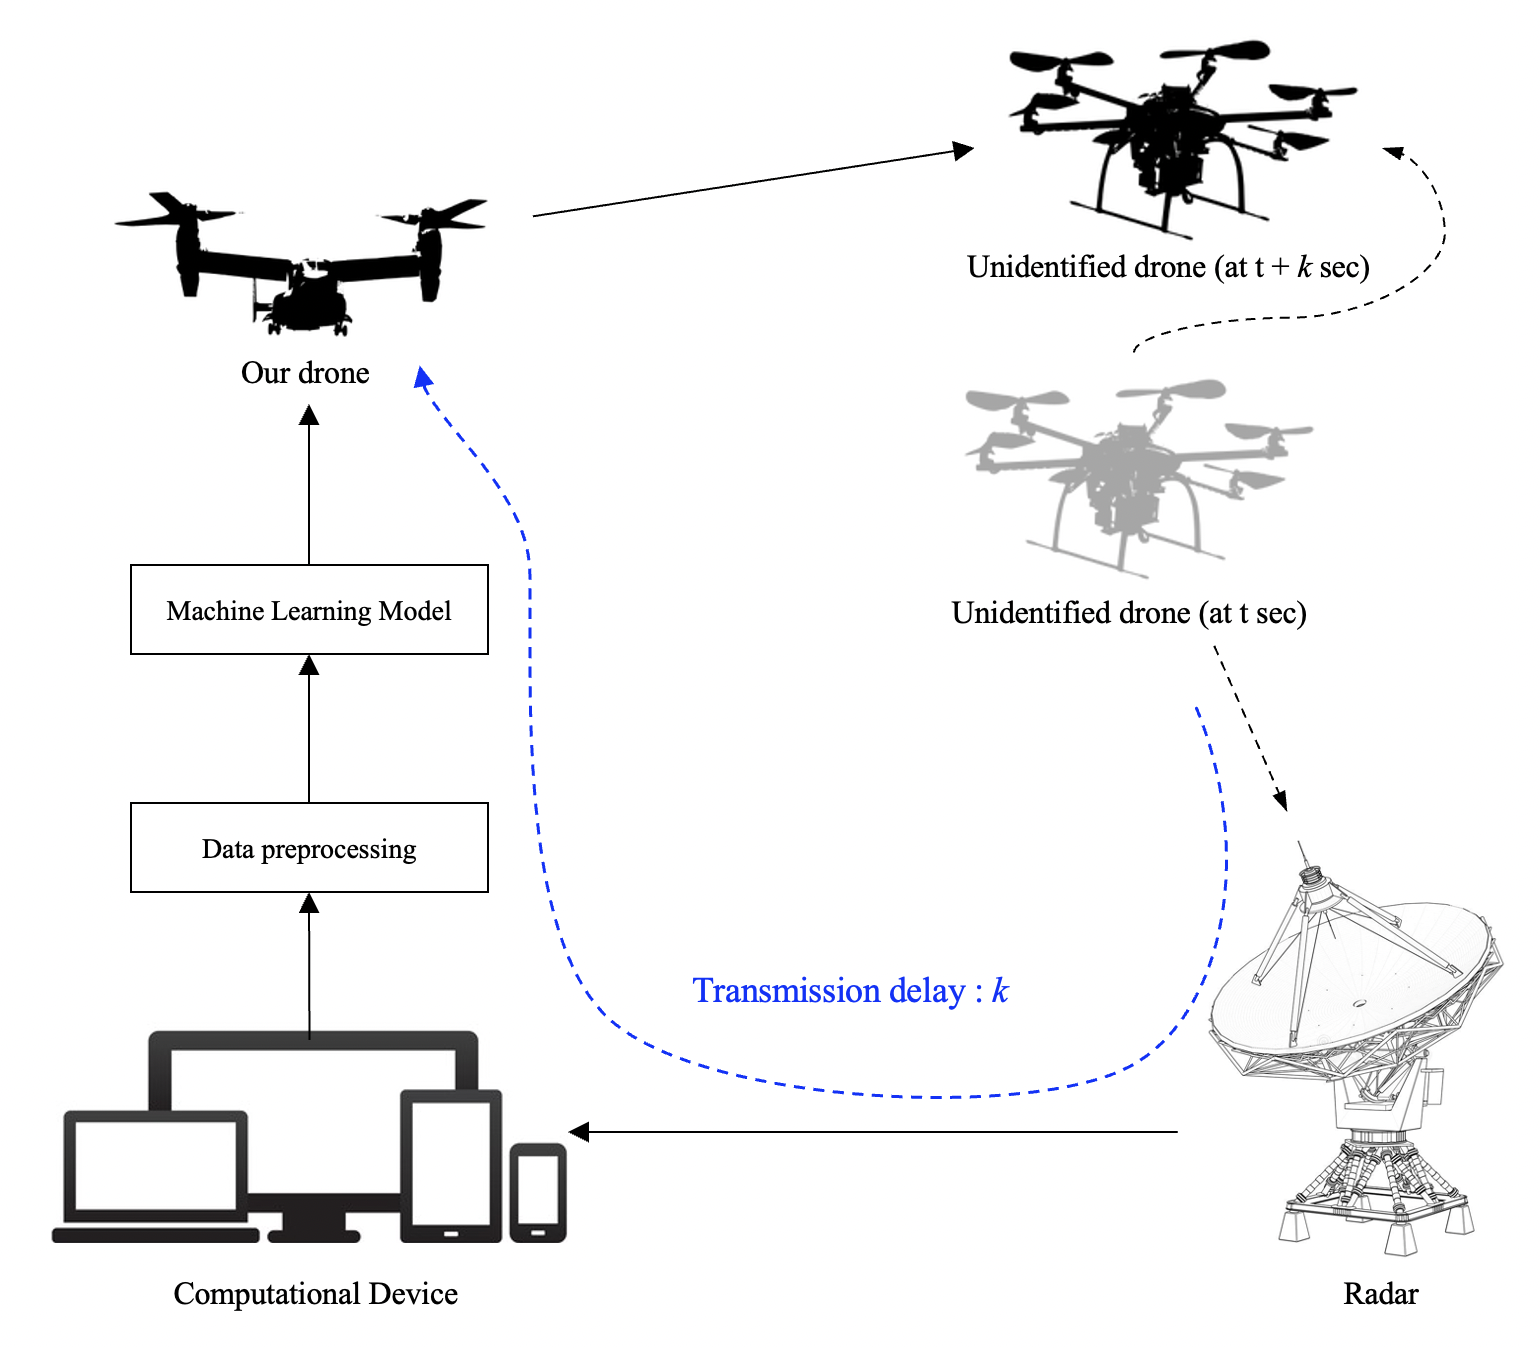 Unidentified drone (at t + k sec)
Our drone
Machine Learning Model
Unidentified drone (at t sec)
Data preprocessing
Transmission delay : k
Computational Device
Radar